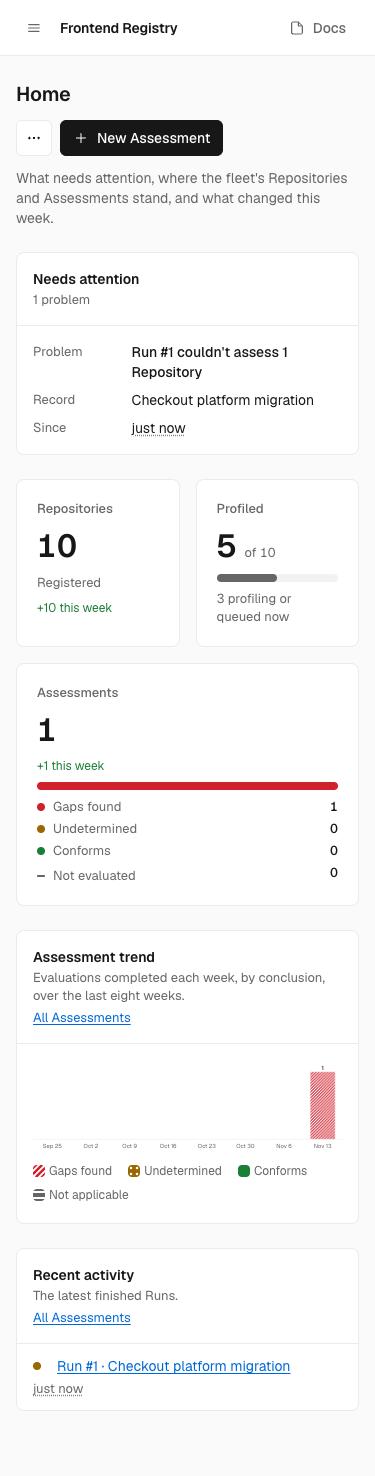 Frontend Registry
Docs
Home
New Assessment
What needs attention, where the fleet's Repositories
and Assessments stand, and what changed this
week.
Needs attention
1 problem
Problem
Run #1 couldn't assess 1
Repository
Record
Checkout platform migration
Since
just now
Repositories
10
Registered
+10 this week
Profiled
5 of 10
3 profiling or
queued now
Assessments
1
+1 this week
Gaps found 1
Undetermined 0
Conforms 0
Not evaluated 0
Assessment trend
Evaluations completed each week, by conclusion,
over the last eight weeks.
All Assessments
1
Sep 25 Oct 2 Oct 9 Oct 16 Oct 23 Oct 30 Nov 6 Nov 13
Gaps found Undetermined Conforms
Not applicable
Recent activity
The latest finished Runs.
All Assessments
Run #1 · Checkout platform migration
just now